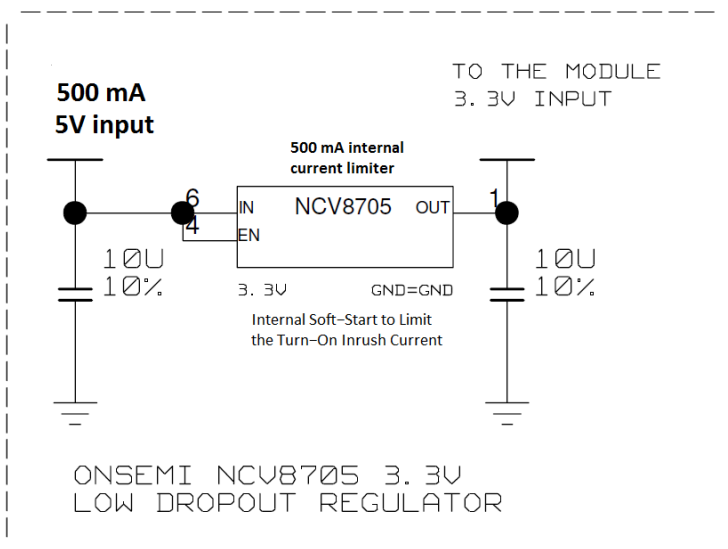 500 mA
5V input
TO THE MODULE
3.3V INPUT
500 mA internal
current limiter
6
4
IN
EN
NCV8705
OUT
1
10U
10%
10U
10%
3.3V
GND=GND
Internal Soft–Start to Limit
the Turn–On Inrush Current
ONSEMI NCV8705 3.3V
LOW DROPOUT REGULATOR